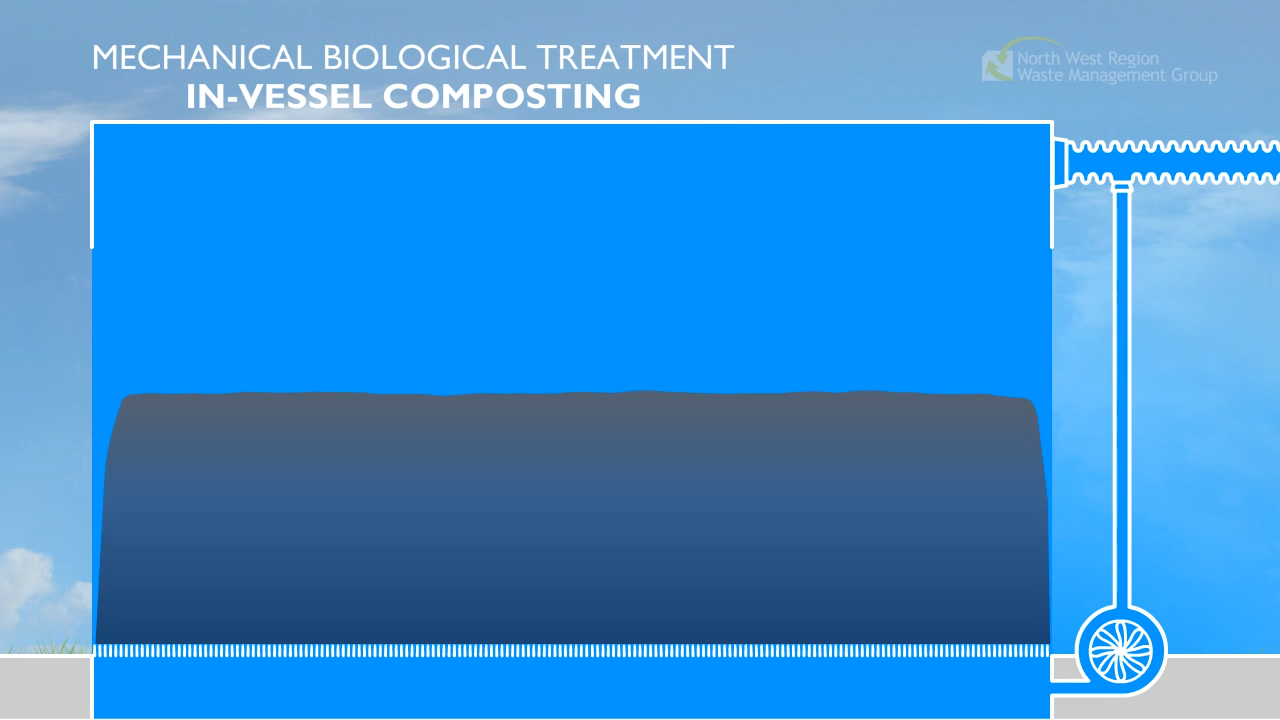 MECHANICAL BIOLOGICAL TREATMENT
IN-VESSEL COMPOSTING
North West Region
Waste Management Group